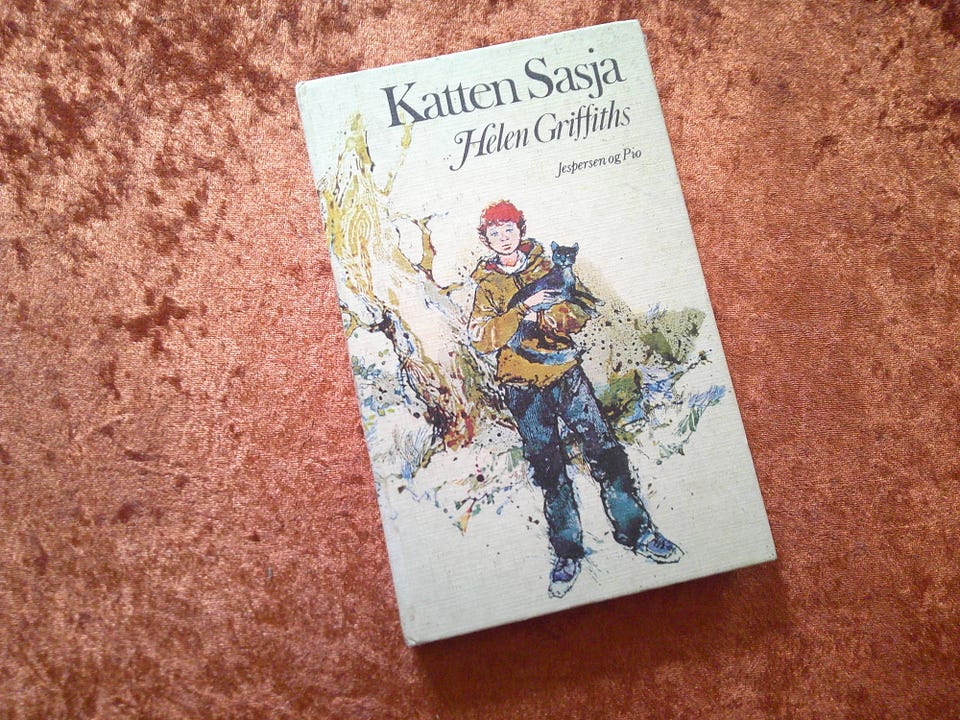 Katten Sasja
Helen Griffiths
Jespersen og Pio